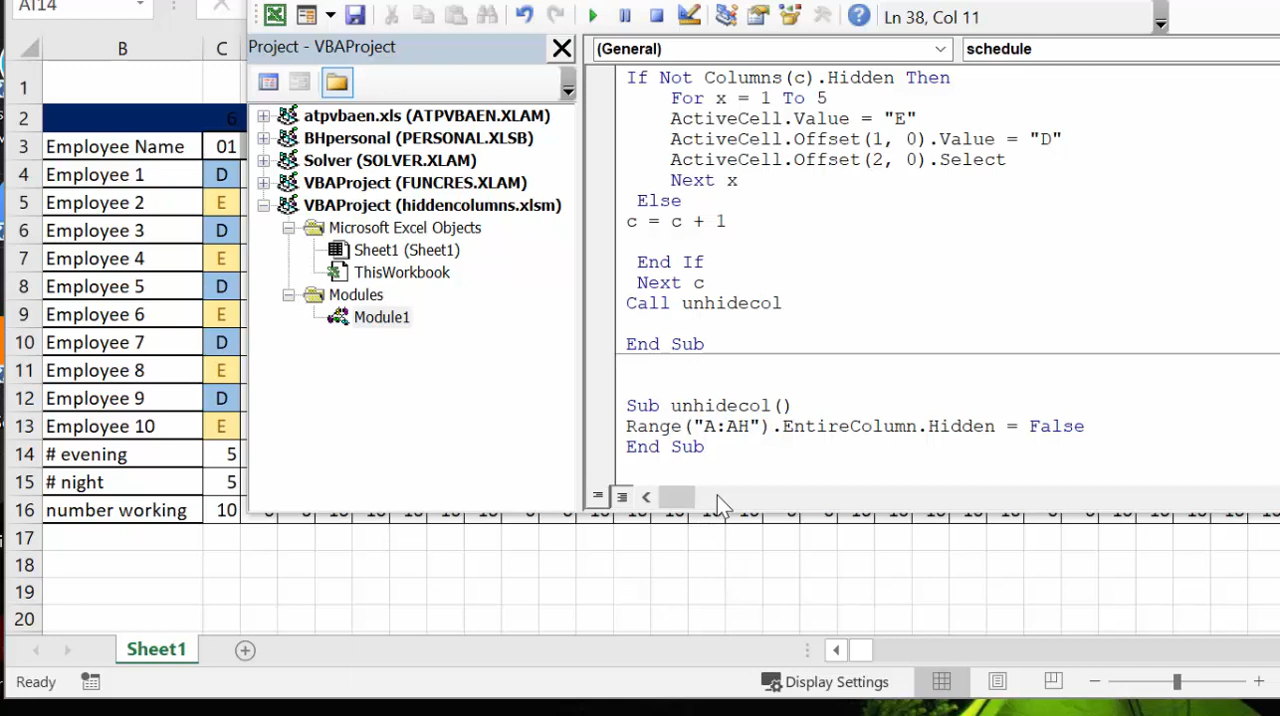 AT14
Ln 38, Col 11
Project - VBAProject
(General)
schedule
B
C
1
2
6
3
Employee Name
01
4
Employee 1
D
5
Employee 2
E
6
Employee 3
D
7
Employee 4
E
8
Employee 5
D
9
Employee 6
E
10
Employee 7
D
11
Employee 8
E
12
Employee 9
D
13
Employee 10
E
14
# evening
5
15
# night
5
16
number working
10
17
18
19
20
atpvbaen.xls (ATPVBAEN.XLAM)
BHpersonal (PERSONAL.XLSB)
Solver (SOLVER.XLAM)
VBAProject (FUNCRES.XLAM)
VBAProject (hiddencolumns.xlsm)
Microsoft Excel Objects
Sheet1 (Sheet1)
ThisWorkbook
Modules
Module1
If Not Columns(c).Hidden Then
For x = 1 To 5
ActiveCell.Value = "E"
ActiveCell.Offset(1, 0).Value = "D"
ActiveCell.Offset(2, 0).Select
Next x
Else
c = c + 1
End If
Next c
Call unhidecol
End Sub
Sub unhidecol()
Range("A:AH").EntireColumn.Hidden = False
End Sub
Sheet1
Ready
Display Settings